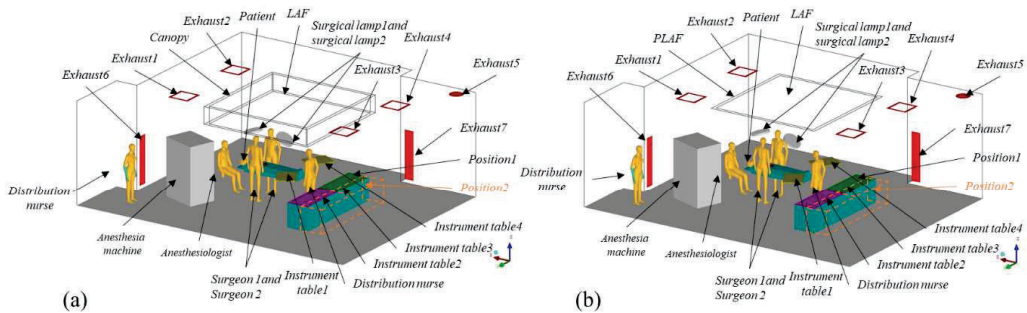 Patient
LAF
Surgical lamp1and
surgical lamp2
Exhaust2
Exhaust4
Canopy
Exhaust1
Exhaust3
Exhaust5
Exhaust6
Exhaust7
Position1
Position2
Distribution
nurse
Anesthesia
machine
Anesthesiologist
Surgeon 1and
Surgeon 2
Instrument
table1
Distribution nurse
Instrument table2
Instrument table3
Instrument table4
(a)
Patient
LAF
Surgical lamp1and
surgical lamp2
Exhaust2
Exhaust4
PLAF
Exhaust1
Exhaust3
Exhaust5
Exhaust6
Exhaust7
Position1
Position2
Distribution
nurse
Anesthesia
machine
Anesthesiologist
Surgeon 1and
Surgeon 2
Instrument
table1
Distribution nurse
Instrument table2
Instrument table3
Instrument table4
(b)